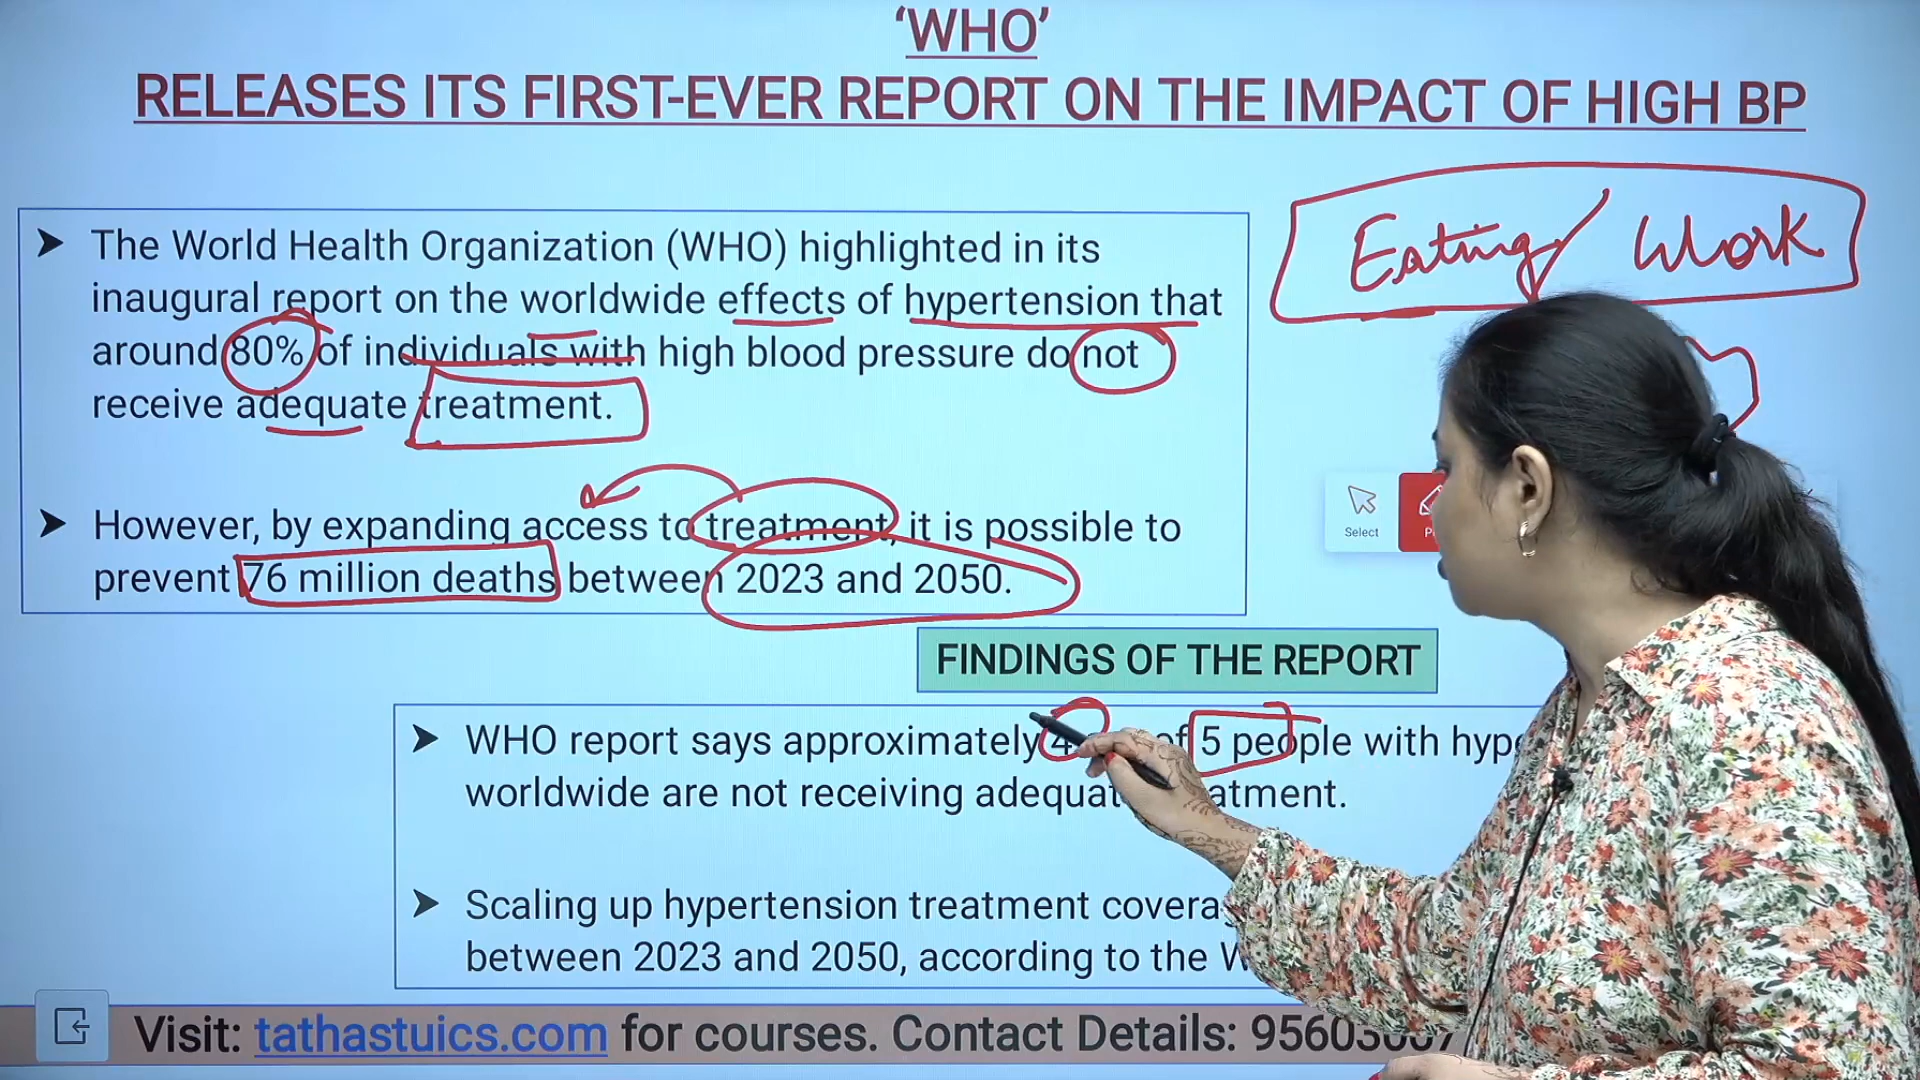 ‘WHO’
RELEASES ITS FIRST-EVER REPORT ON THE IMPACT OF HIGH BP
Eating/ Work
➤ The World Health Organization (WHO) highlighted in its
inaugural report on the worldwide effects of hypertension that
around 80% of individuals with high blood pressure do not
receive adequate treatment.
➤ However, by expanding access to treatment, it is possible to
prevent 76 million deaths between 2023 and 2050.
Select
FINDINGS OF THE REPORT
➤ WHO report says approximately 4 of 5 people with
worldwide are not receiving
➤ Scaling up hypertension treatment
between 2023 and 2050, according to the
Visit: tathastuics.com for courses. Contact Details: